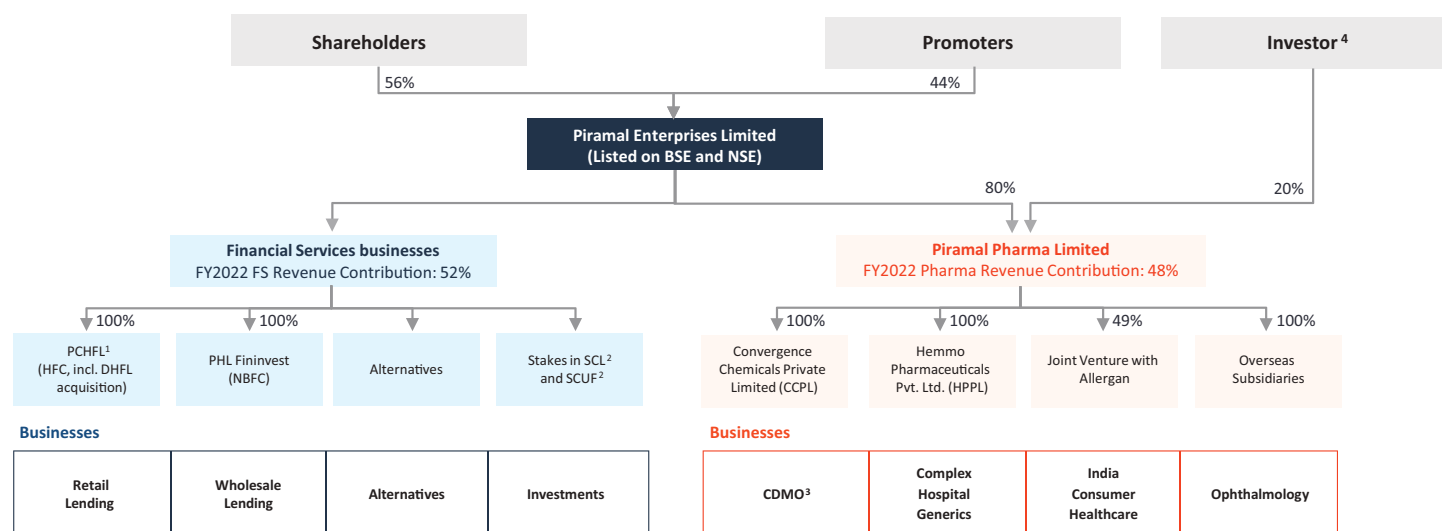 Shareholders
Promoters
Investor 4
56%
44%
Piramal Enterprises Limited
(Listed on BSE and NSE)
80%
20%
Financial Services businesses
FY2022 FS Revenue Contribution: 52%
Piramal Pharma Limited
FY2022 Pharma Revenue Contribution: 48%
100%
100%
100%
100%
49%
100%
PCHFL1
(HFC, incl. DHFL
acquisition)
PHL Fininvest
(NBFC)
Alternatives
Stakes in SCL2
and SCUF2
Convergence
Chemicals Private
Limited (CCPL)
Hemmo
Pharmaceuticals
Pvt. Ltd. (HPPL)
Joint Venture with
Allergan
Overseas
Subsidiaries
Businesses
Businesses
Retail
Lending
Wholesale
Lending
Alternatives
Investments
CDMO3
Complex
Hospital
Generics
India
Consumer
Healthcare
Ophthalmology